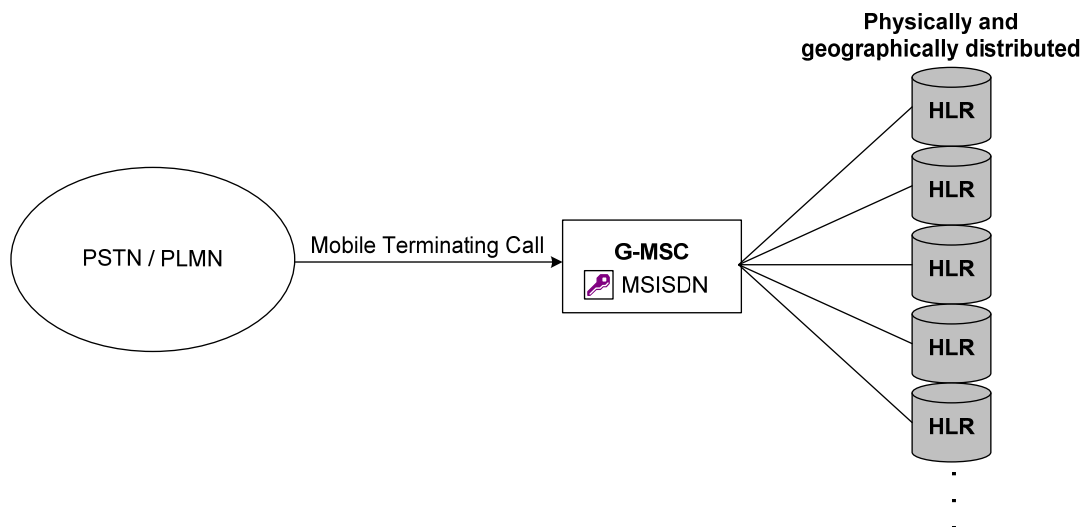 Physically and
geographically distributed
HLR
HLR
HLR
HLR
HLR
PSTN / PLMN
Mobile Terminating Call
G-MSC
MSISDN